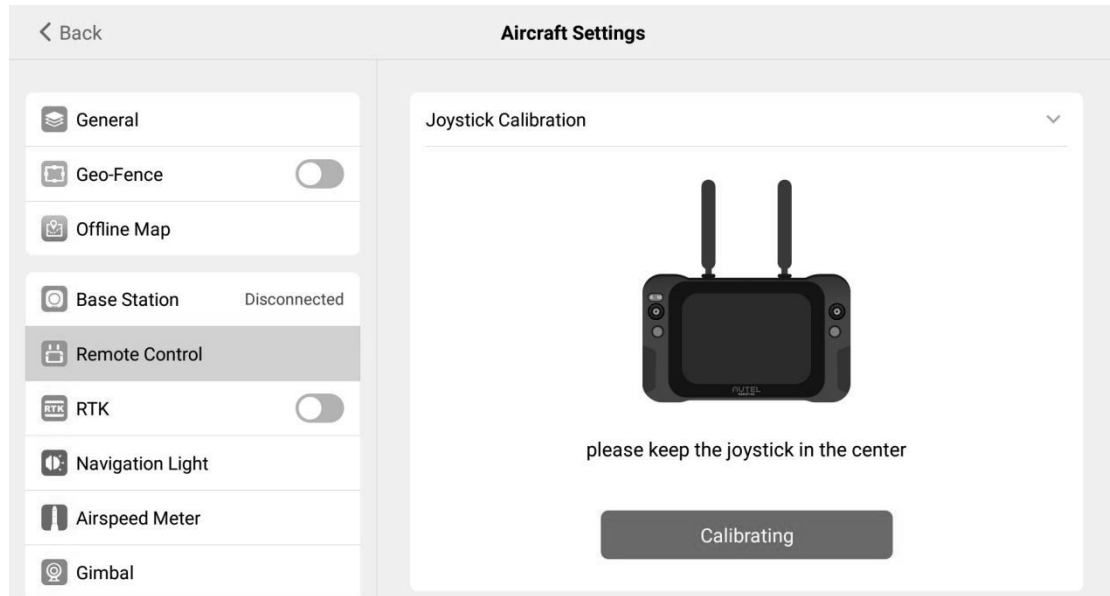 Back
Aircraft Settings
General
Geo-Fence
Offline Map
Base Station Disconnected
Remote Control
RTK RTK
Navigation Light
Airspeed Meter
Gimbal
Joystick Calibration
AUTEL
please keep the joystick in the center
Calibrating